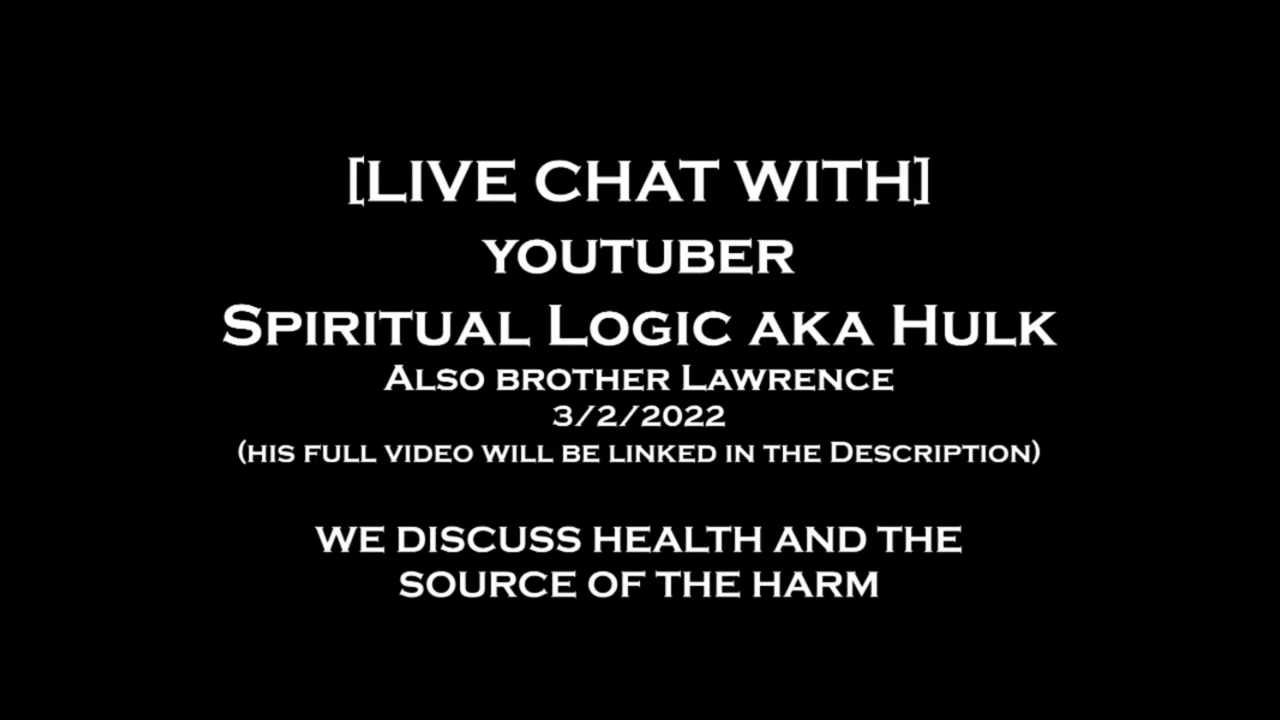 [LIVE CHAT WITH]
YOUTUBER
SPIRITUAL LOGIC AKA HULK
ALSO BROTHER LAWRENCE
3/2/2022
(HIS FULL VIDEO WILL BE LINKED IN THE DESCRIPTION)
WE DISCUSS HEALTH AND THE
SOURCE OF THE HARM